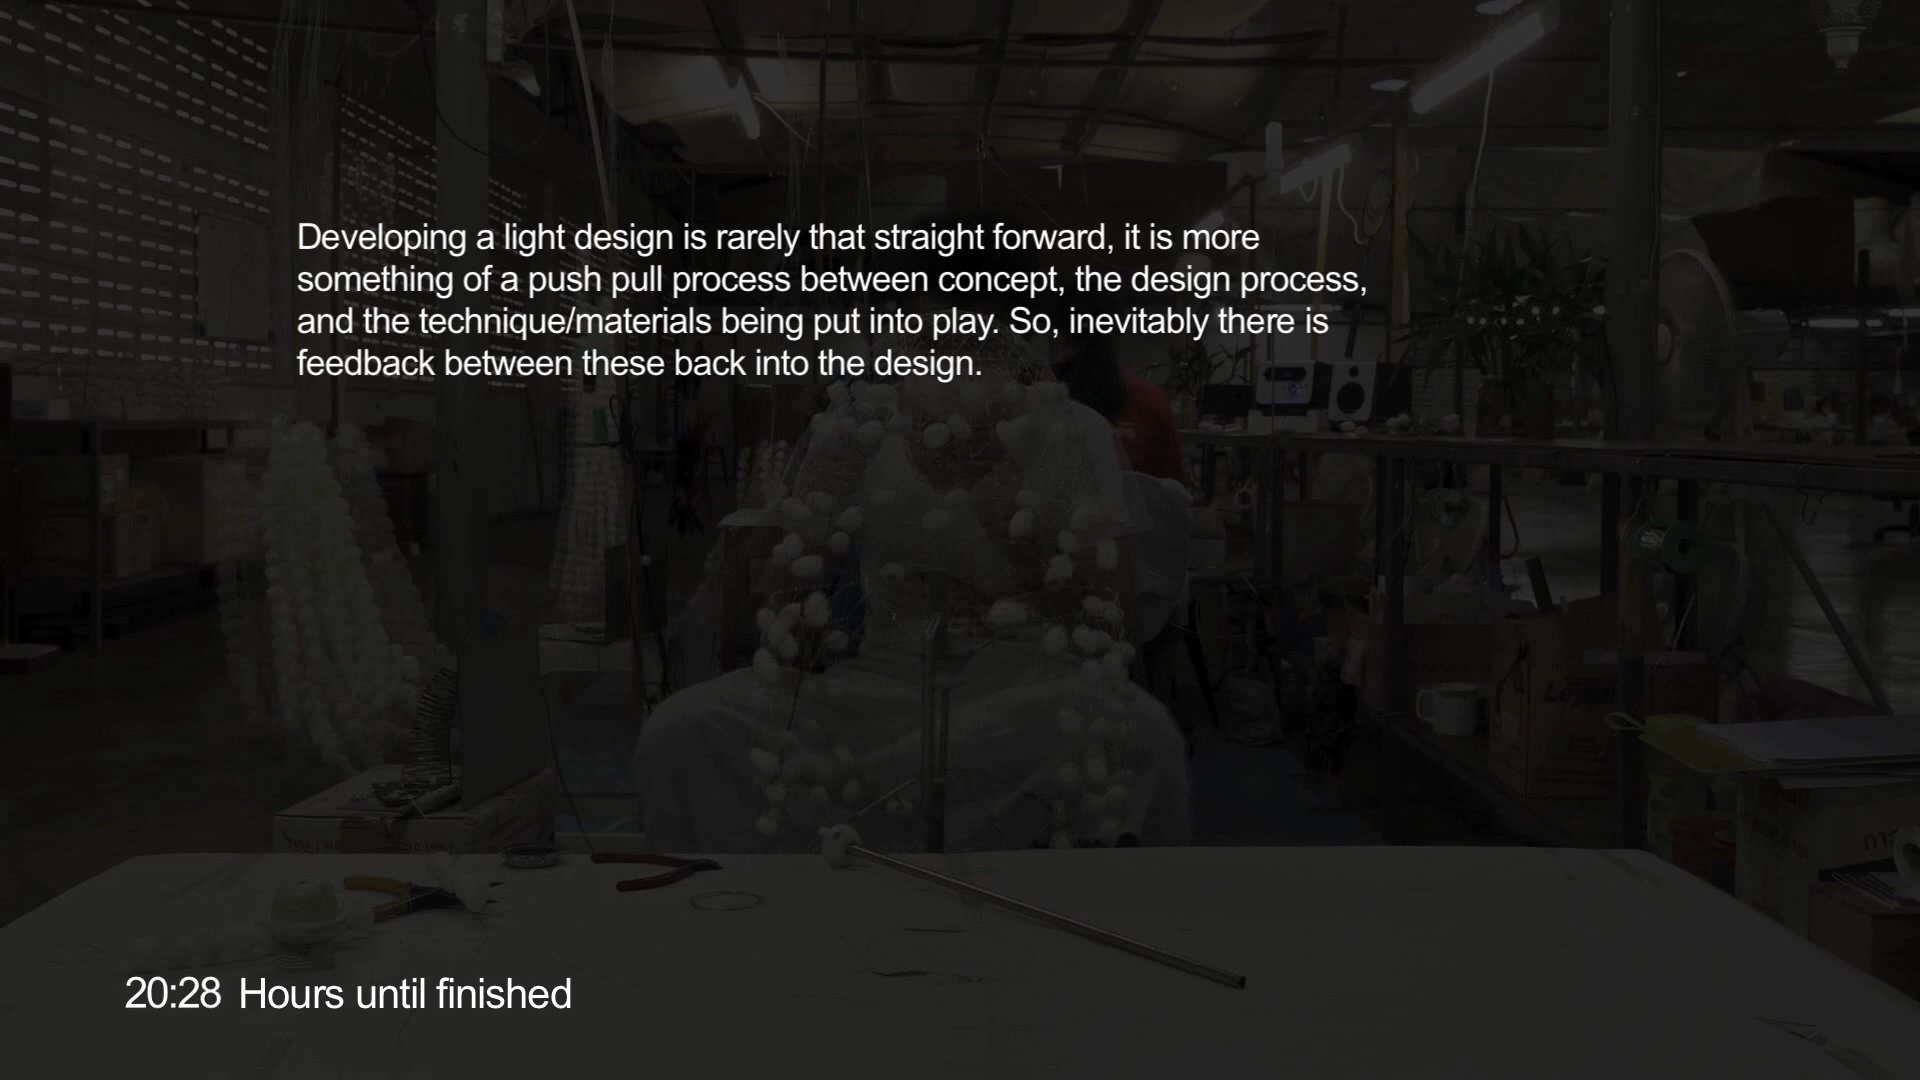 Developing a light design is rarely that straight forward, it is more
something of a push pull process between concept, the design process,
and the technique/materials being put into play. So, inevitably there is
feedback between these back into the design.
20:28 Hours until finished